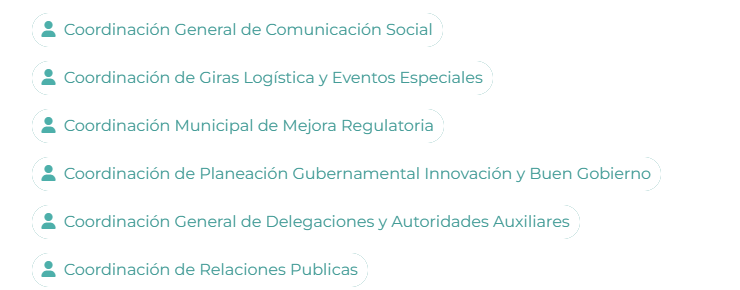 Coordinación General de Comunicación Social
Coordinación de Giras Logística y Eventos Especiales
Coordinación Municipal de Mejora Regulatoria
Coordinación de Planeación Gubernamental Innovación y Buen Gobierno
Coordinación General de Delegaciones y Autoridades Auxiliares
Coordinación de Relaciones Publicas